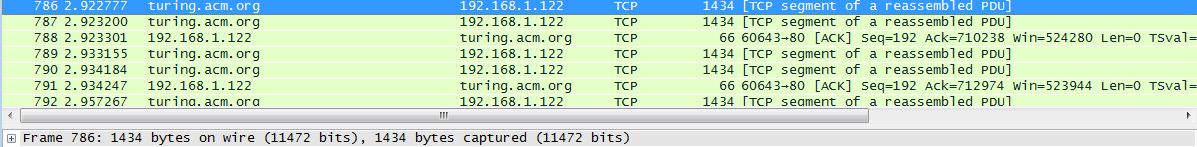 786 2.922777 turing.acm.org 192.168.1.122 TCP 1434 [TCP segment of a reassembled PDU]
787 2.923200 turing.acm.org 192.168.1.122 TCP 1434 [TCP segment of a reassembled PDU]
788 2.923301 192.168.1.122 turing.acm.org TCP 66 60643→80 [ACK] Seq=192 Ack=710238 Win=524280 Len=0 TSval=
789 2.933155 turing.acm.org 192.168.1.122 TCP 1434 [TCP segment of a reassembled PDU]
790 2.934184 turing.acm.org 192.168.1.122 TCP 1434 [TCP segment of a reassembled PDU]
791 2.934247 192.168.1.122 turing.acm.org TCP 66 60643→80 [ACK] Seq=192 Ack=712974 Win=523944 Len=0 TSval=
792 2.957267 turing.acm.org 192.168.1.122 TCP 1434 [TCP segment of a reassembled PDU]
Frame 786: 1434 bytes on wire (11472 bits), 1434 bytes captured (11472 bits)